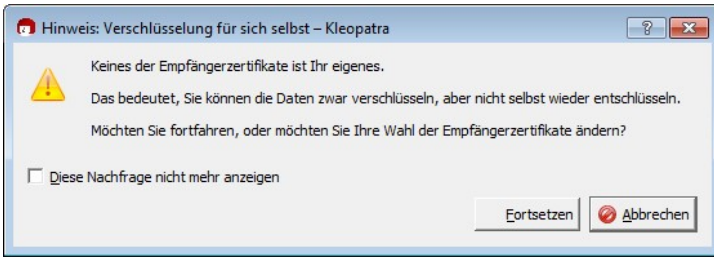 Hinweis: Verschlüsselung für sich selbst – Kleopatra
Keines der Empfängerzertifikate ist Ihr eigenes.
Das bedeutet, Sie können die Daten zwar verschlüseln, aber nicht selbst wieder entschlüseln.
Möchten Sie fortfahren, oder möchten Sie Ihre Wahl der Empfängerzertifikate ändern?
Diese Nachfrage nicht mehr anzeigen
Fortsetzen
Abbrechen